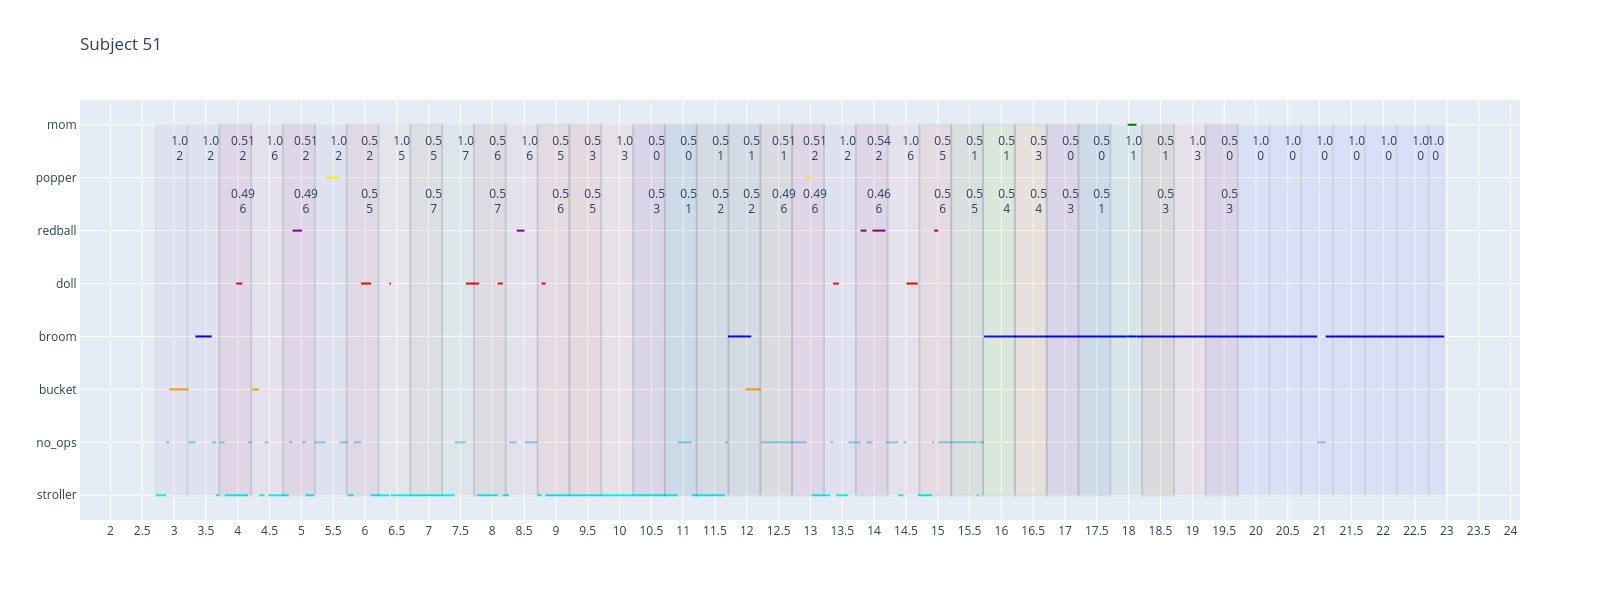 Subject 51
mom
1.0 1.0 0.51 1.0 0.51 1.0 0.5 1.0 0.5 1.0 0.5 1.0 0.5 0.5 1.0 0.5 0.5 0.5 0.5 0.51 0.51 1.0 0.54 1.0 0.5 0.5 0.5 0.5 0.5 0.5 1.0 0.5 1.0 0.5 1.0 1.0 1.0 1.0 1.0 1.0 1.0
2 2 2 6 2 2 2 5 5 7 6 6 5 3 3 0 0 1 1 1 2 2 2 6 5 1 1 3 0 0 1 1 3 0 0 0 0 0 0 0 0
popper
0.49 0.49 0.5 0.5 0.5 0.5 0.5 0.5 0.5 0.5 0.5 0.49 0.49 0.46 0.5 0.5 0.5 0.5 0.5 0.5 0.5 0.5
6 6 5 7 7 6 5 3 1 2 2 6 6 6 6 5 4 4 3 1 3 3
redball
doll
broom
bucket
no_ops
stroller
2 2.5 3 3.5 4 4.5 5 5.5 6 6.5 7 7.5 8 8.5 9 9.5 10 10.5 11 11.5 12 12.5 13 13.5 14 14.5 15 15.5 16 16.5 17 17.5 18 18.5 19 19.5 20 20.5 21 21.5 22 22.5 23 23.5 24